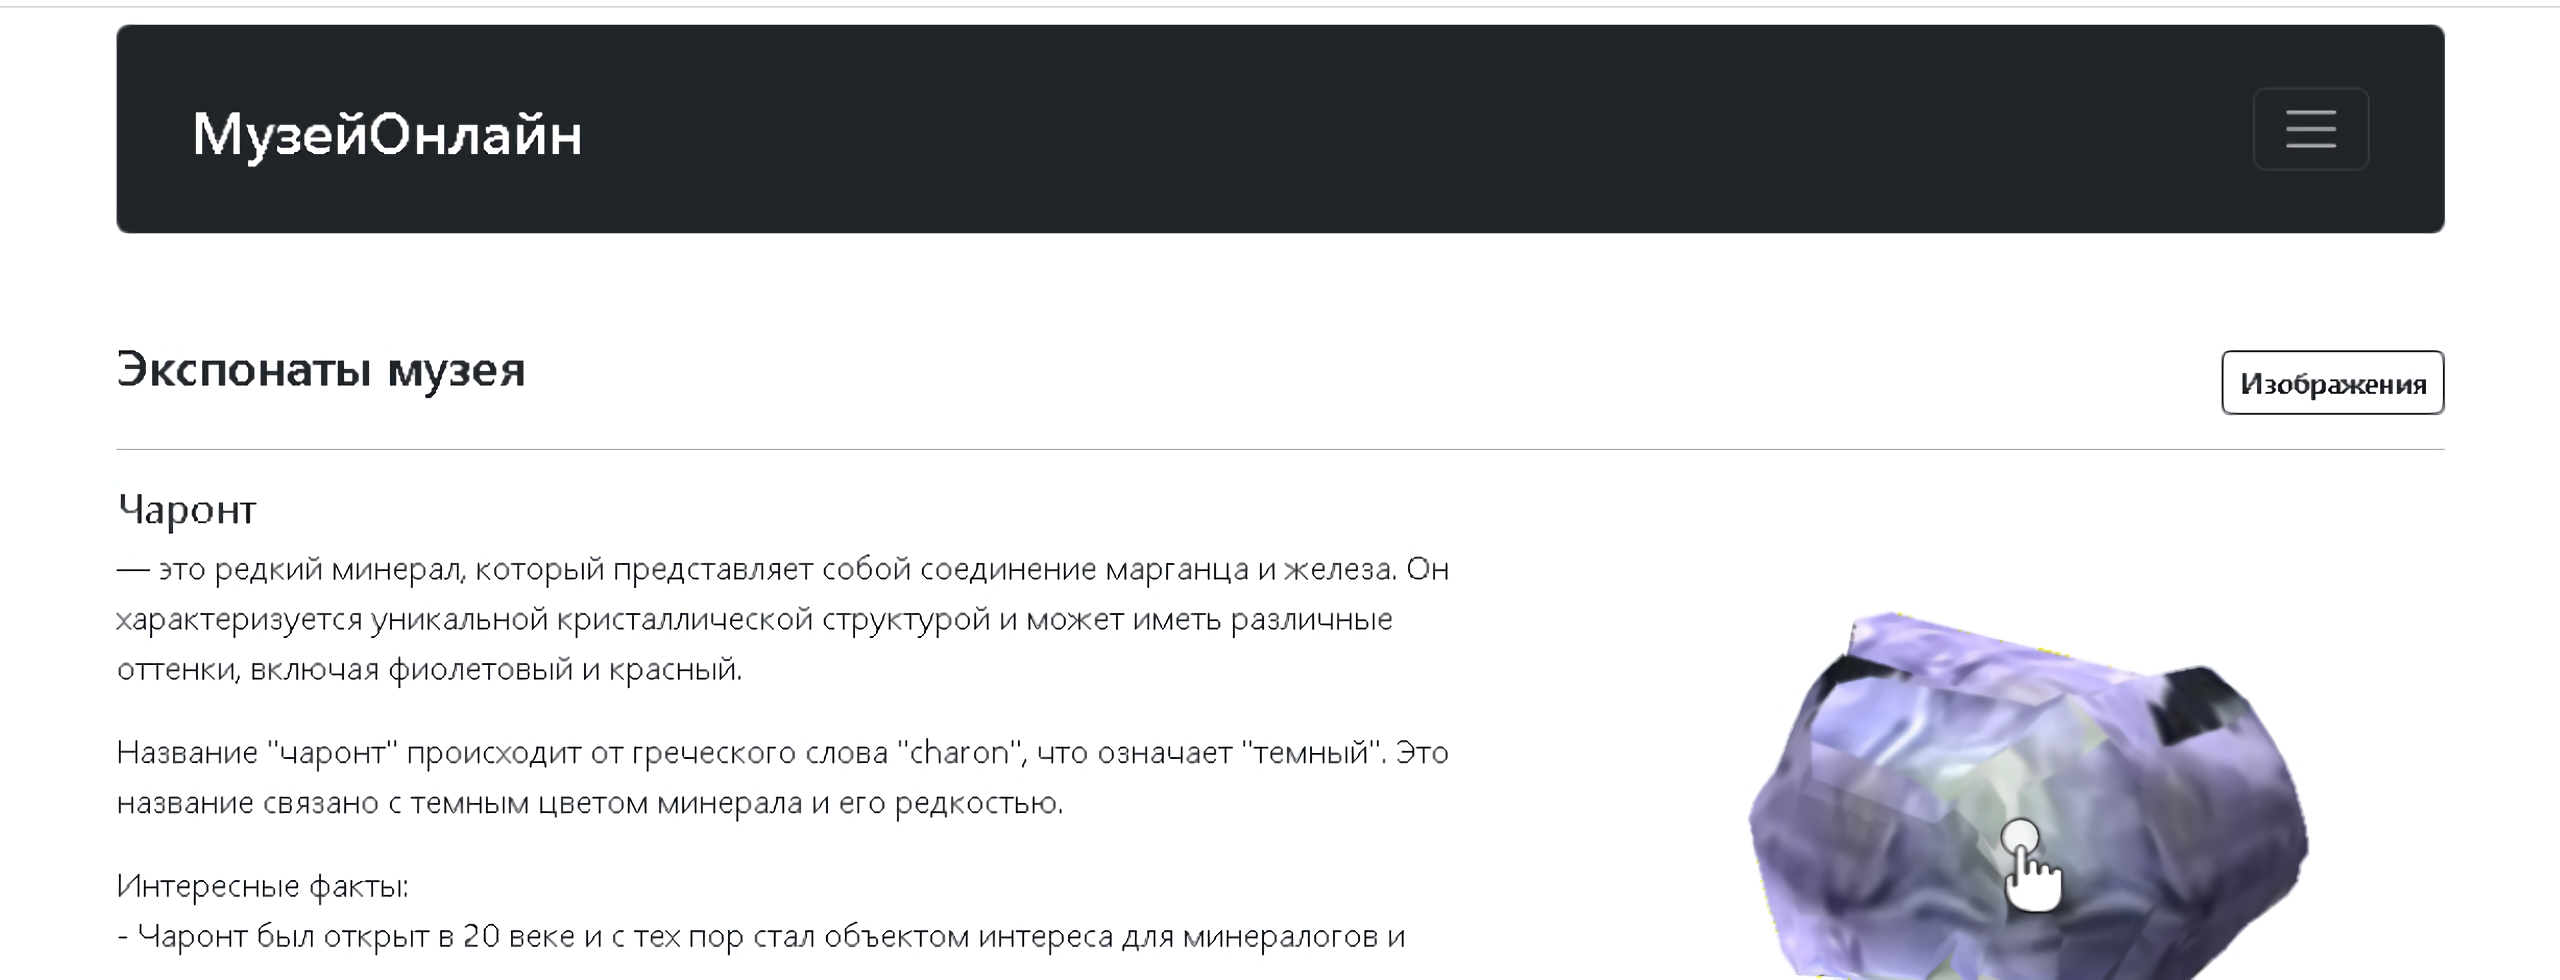 МузейОнлайн
Экспонаты музея
Изображения
Чаронт
— это редкий минерал, который представляет собой соединение марганца и железа. Он
характеризуется уникальной кристаллической структурой и может иметь различные
оттенки, включая фиолетовый и красный.
Название "чаронт" происходит от греческого слова "charon", что означает "темный". Это
название связано с темным цветом минерала и его редкостью.
Интересные факты:
- Чаронт был открыт в 20 веке и с тех пор стал объектом интереса для минералогов и